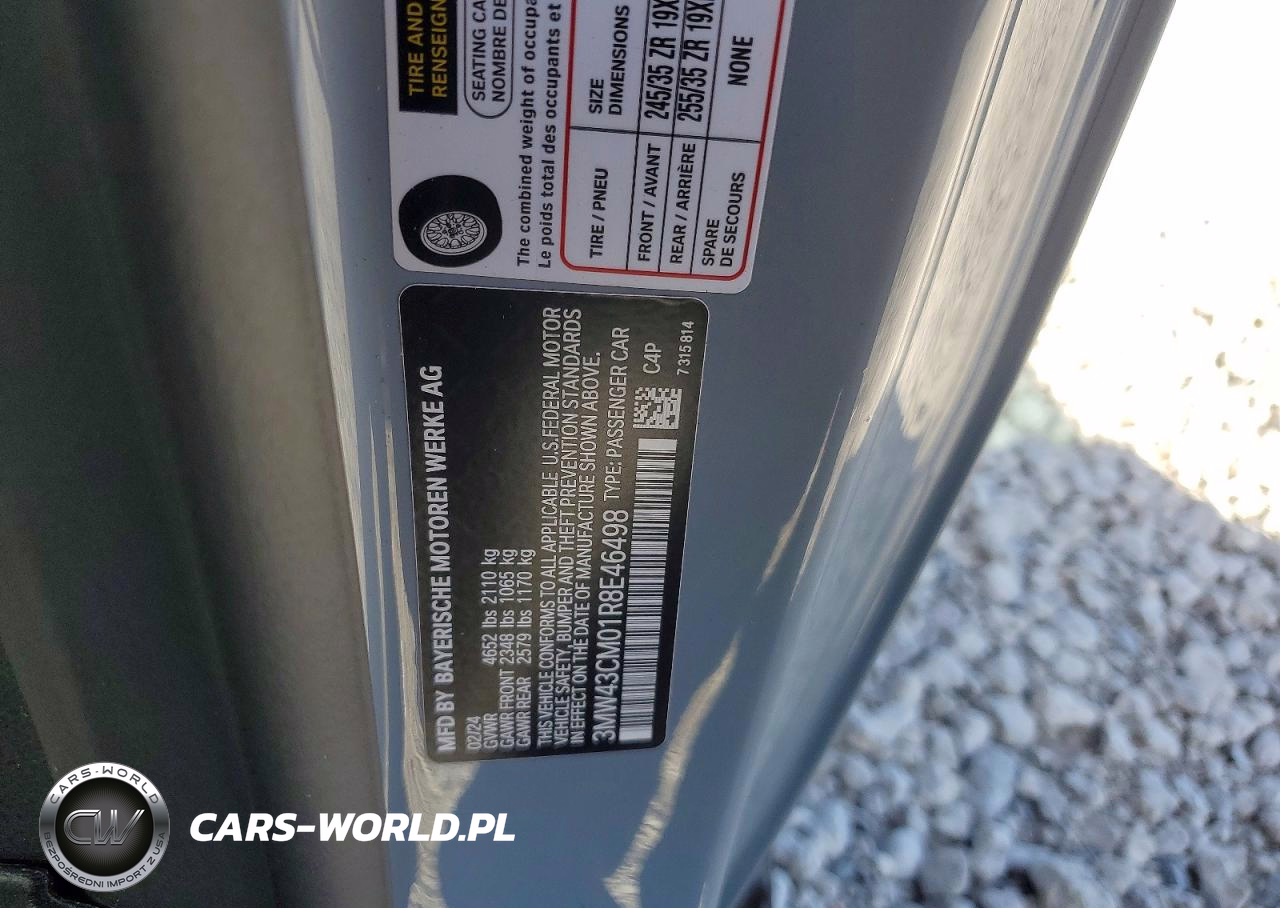 TIRE AND
RENSEIGN
SEATING CA
NOMBRE DE
The combined weight of occupa
Le poids total des occupants et
TIRE / PNEU
SIZE
DIMENSIONS
FRONT / AVANT
245/35 ZR 19X
REAR / ARRIÈRE
255/35 ZR 19X
SPARE
DE SECOURS
NONE
MFD BY BAYERISCHE MOTOREN WERKE AG
02/24
GVWR 4652 lbs 2110 kg
GAWR FRONT 2348 lbs 1065 kg
GAWR REAR 2579 lbs 1170 kg
THIS VEHICLE CONFORMS TO ALL APPLICABLE U.S.FEDERAL MOTOR
VEHICLE SAFETY, BUMPER AND THEFT PREVENTION STANDARDS
IN EFFECT ON THE DATE OF MANUFACTURE SHOWN ABOVE.
3MW43CM01R8E46498 TYPE: PASSENGER CAR
C4P
7 315 814
CARS-WORLD
CW
BEZPOŚREDNI IMPORT Z USA
CARS-WORLD.PL